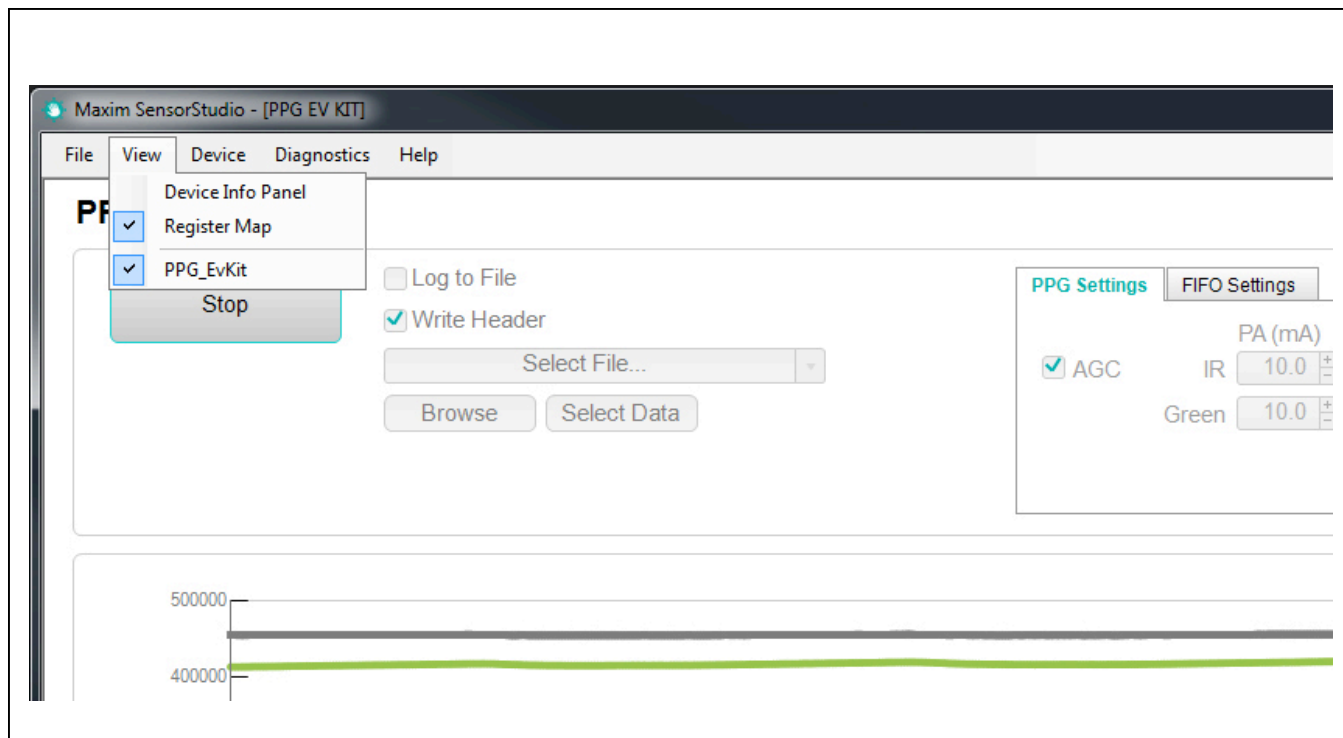 Maxim SensorStudio - [PPG EV KIT]
File View Device Diagnostics Help
Device Info Panel
Register Map
PPG_EvKit
Stop
Log to File
Write Header
Select File...
Browse Select Data
PPG Settings FIFO Settings
PA (mA)
AGC IR 10.0
Green 10.0
500000
400000